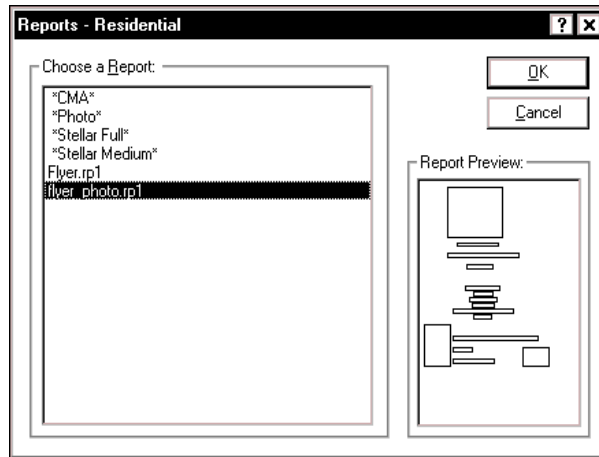 Reports - Residential
Choose a Report:
*CMA*
*Photo*
*Stellar Full*
*Stellar Medium*
Flyer.rp1
flyer_photo.rp1
OK
Cancel
Report Preview: